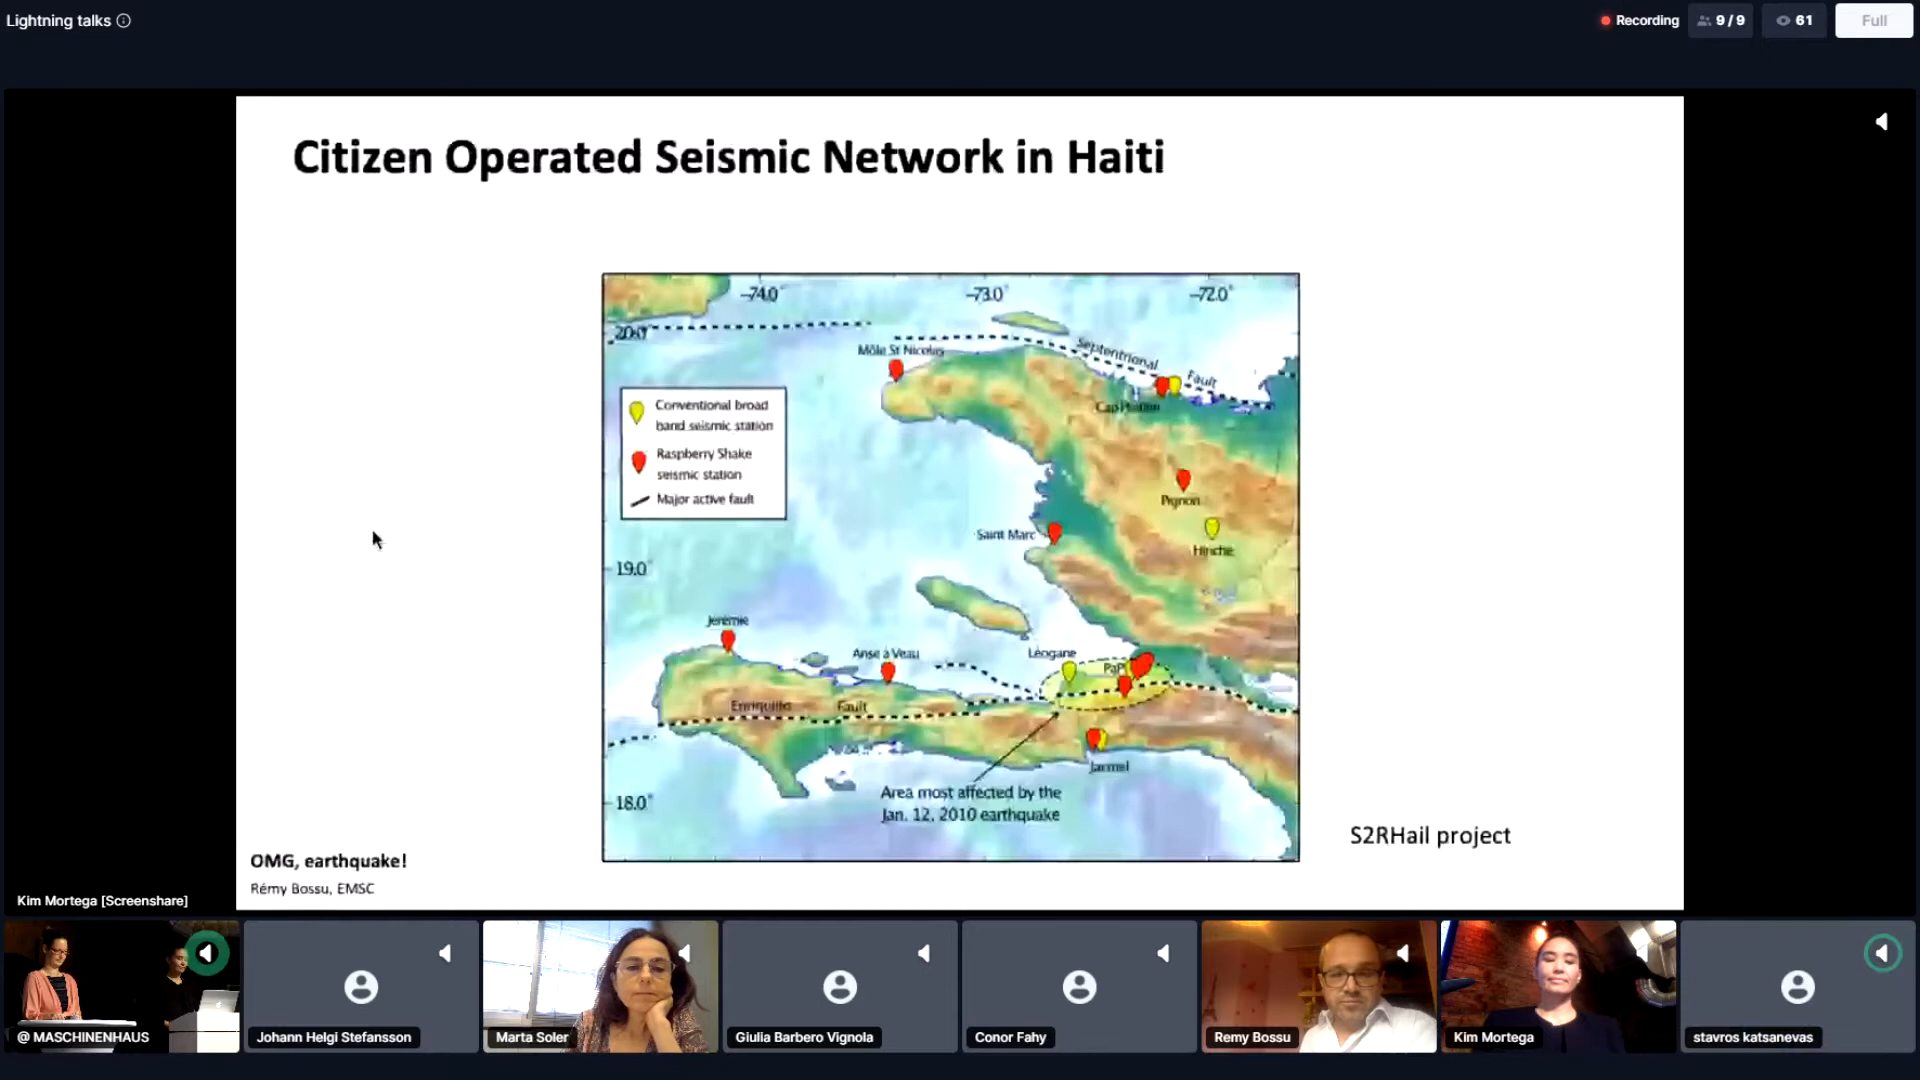 Lightning talks
Recording
9 / 9
61
Full
Citizen Operated Seismic Network in Haiti
-74.0°
-73.0°
-72.0°
20.0°
Môle St Nicolas
Septentrional
Fault
Conventional broad
band seismic station
Raspberry Shake
seismic station
Major active fault
Pignon
Saint Marc
Hinche
19.0°
Jérémie
Anse à Veau
Léogane
PaP
Enriquillo
Fault
Jacmel
Area most affected by the
Jan. 12, 2010 earthquake
18.0°
S2RHail project
OMG, earthquake!
Rémy Bossu, EMSC
Kim Mortega [Screenshare]
@ MASCHINENHAUS
Johann Helgi Stefansson
Marta Soler
Giulia Barbero Vignola
Conor Fahy
Remy Bossu
Kim Mortega
stavros katsanevas